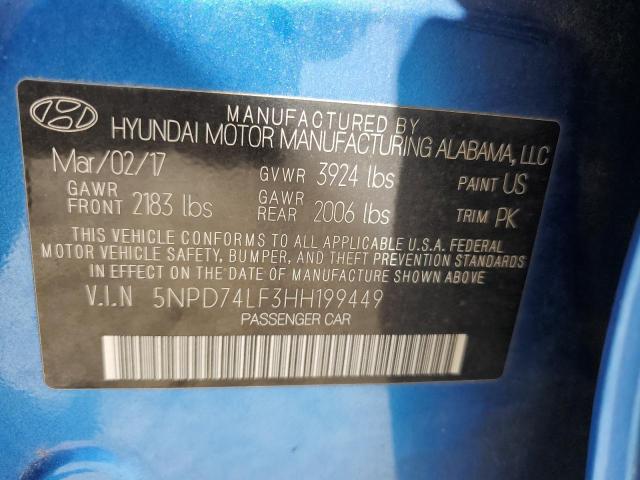 MANUFACTURED BY
HYUNDAI MOTOR MANUFACTURING ALABAMA, LLC
Mar/02/17 GVWR 3924 lbs PAINT US
GAWR FRONT 2183 lbs GAWR REAR 2006 lbs TRIM PK
THIS VEHICLE CONFORMS TO ALL APPLICABLE U.S.A. FEDERAL
MOTOR VEHICLE SAFETY, BUMPER, AND THEFT PREVENTION
STANDARDS IN EFFECT ON THE DATE OF MANUFACTURE SHOWN ABOVE.
V.I.N 5NPD74LF3HH199449
PASSENGER CAR